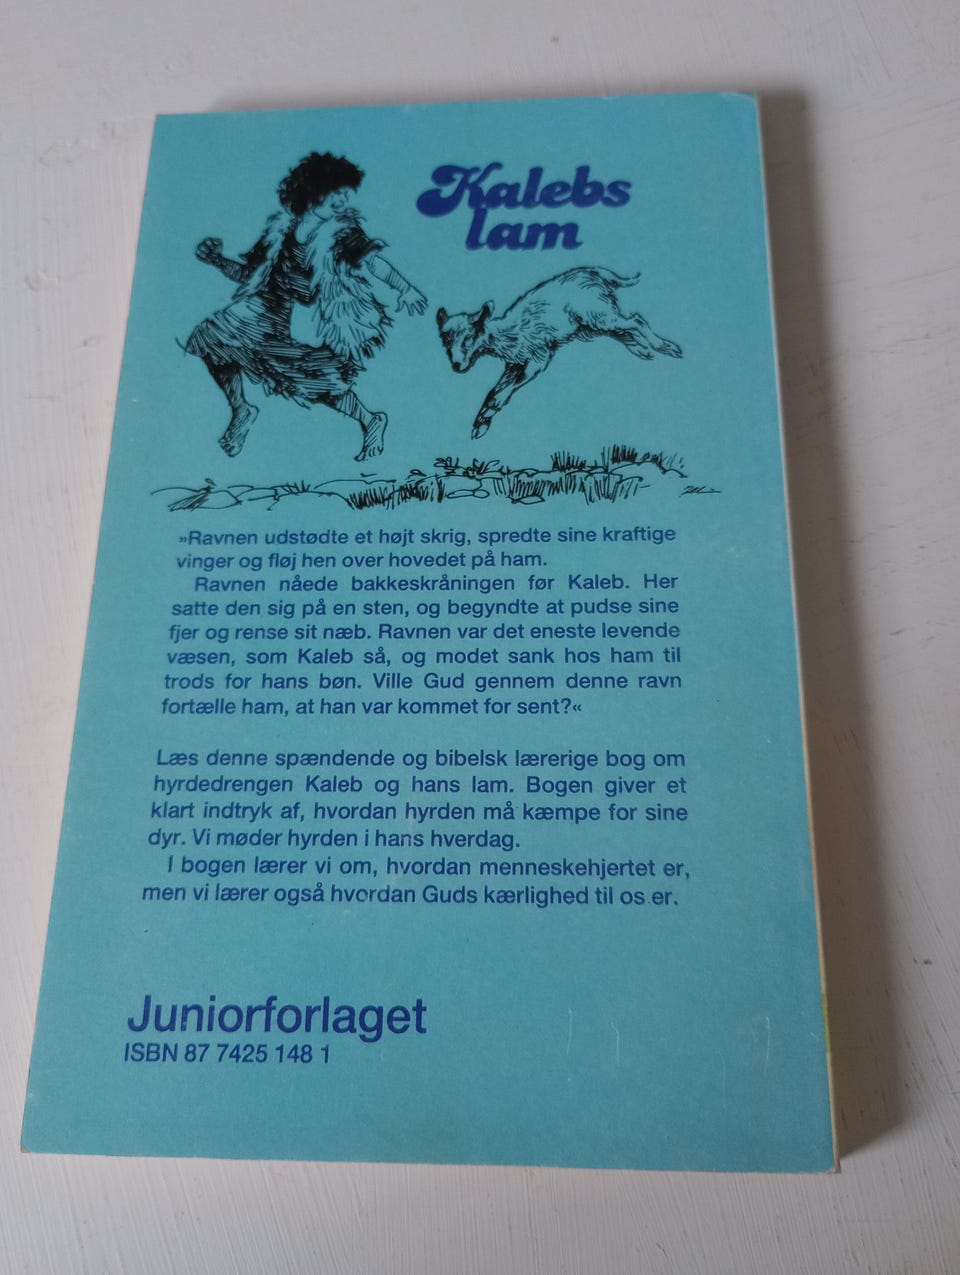 Kalebs
lam
»Ravnen udstødte et højt skrig, spredte sine kraftige
vinger og fløj hen over hovedet på ham.
Ravnen nåede bakkeskråningen før Kaleb. Her
satte den sig på en sten, og begyndte at pudse sine
fjer og rense sit næb. Ravnen var det eneste levende
væsen, som Kaleb så, og modet sank hos ham til
trods for hans bøn. Ville Gud gennem denne ravn
fortælle ham, at han var kommet for sent?«
Læs denne spændende og bibelsk lærerige bog om
hyrdedrengen Kaleb og hans lam. Bogen giver et
klart indtryk af, hvordan hyrden må kæmpe for sine
dyr. Vi møder hyrden i hans hverdag.
I bogen lærer vi om, hvordan menneskehjertet er,
men vi lærer også hvordan Guds kærlighed til os er.
Juniorforlaget
ISBN 87 7425 148 1